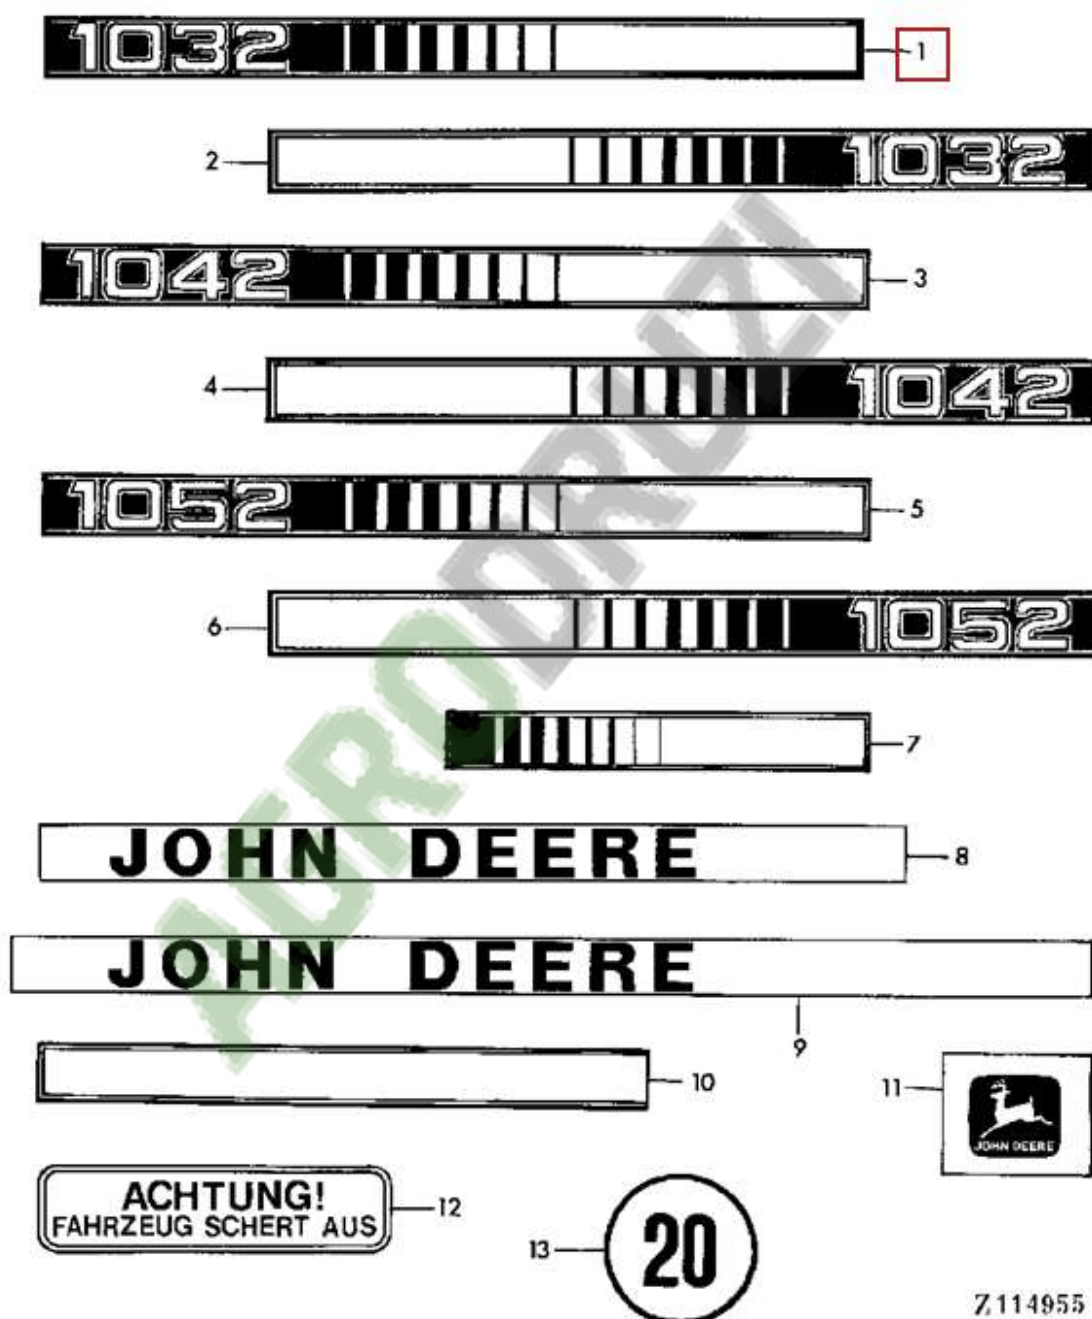 1032 1
2 1032
1042 3
4 1042
1052 5
6 1052
7
JOHN DEERE 8
JOHN DEERE
9
10
11
JOHN DEERE
ACHTUNG!
FAHRZEUG SCHERT AUS
12
13 20
Z114955
AGRODRUZI